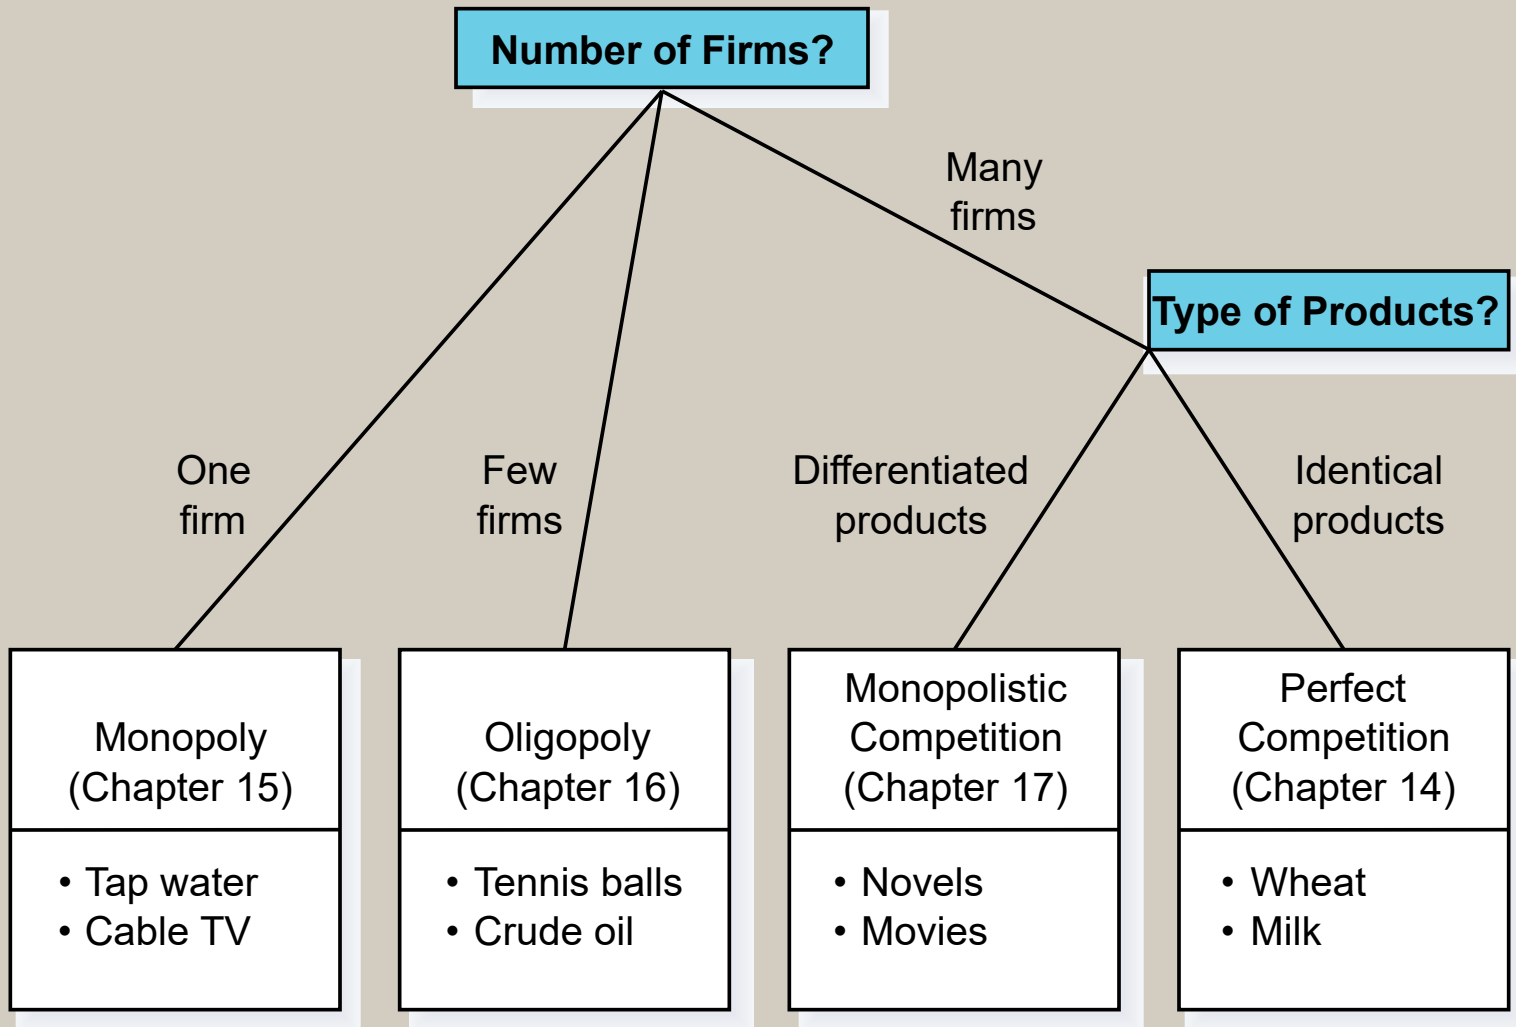 Number of Firms?
Many
firms
Type of Products?
One
firm
Few
firms
Differentiated
products
Identical
products
Monopoly
(Chapter 15)
• Tap water
• Cable TV
Oligopoly
(Chapter 16)
• Tennis balls
• Crude oil
Monopolistic
Competition
(Chapter 17)
• Novels
• Movies
Perfect
Competition
(Chapter 14)
• Wheat
• Milk